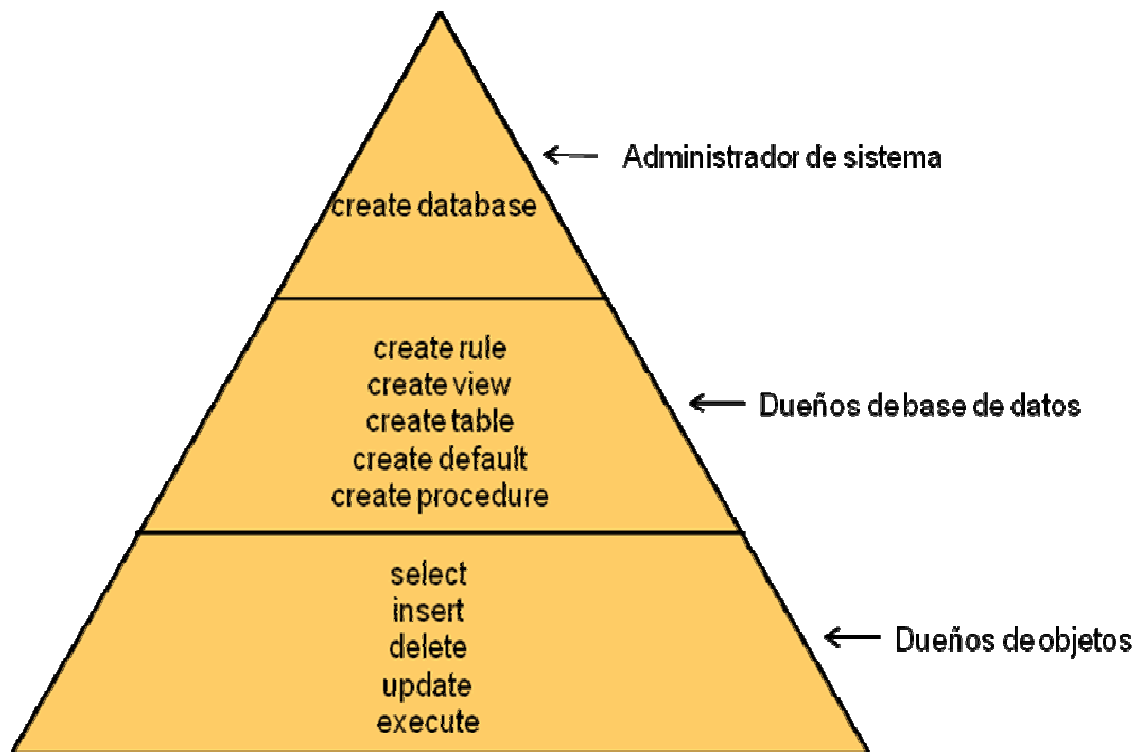 Administrador de sistema
create database
create rule
create view
create table
create default
create procedure
Dueños de base de datos
select
insert
delete
update
execute
Dueños de objetos